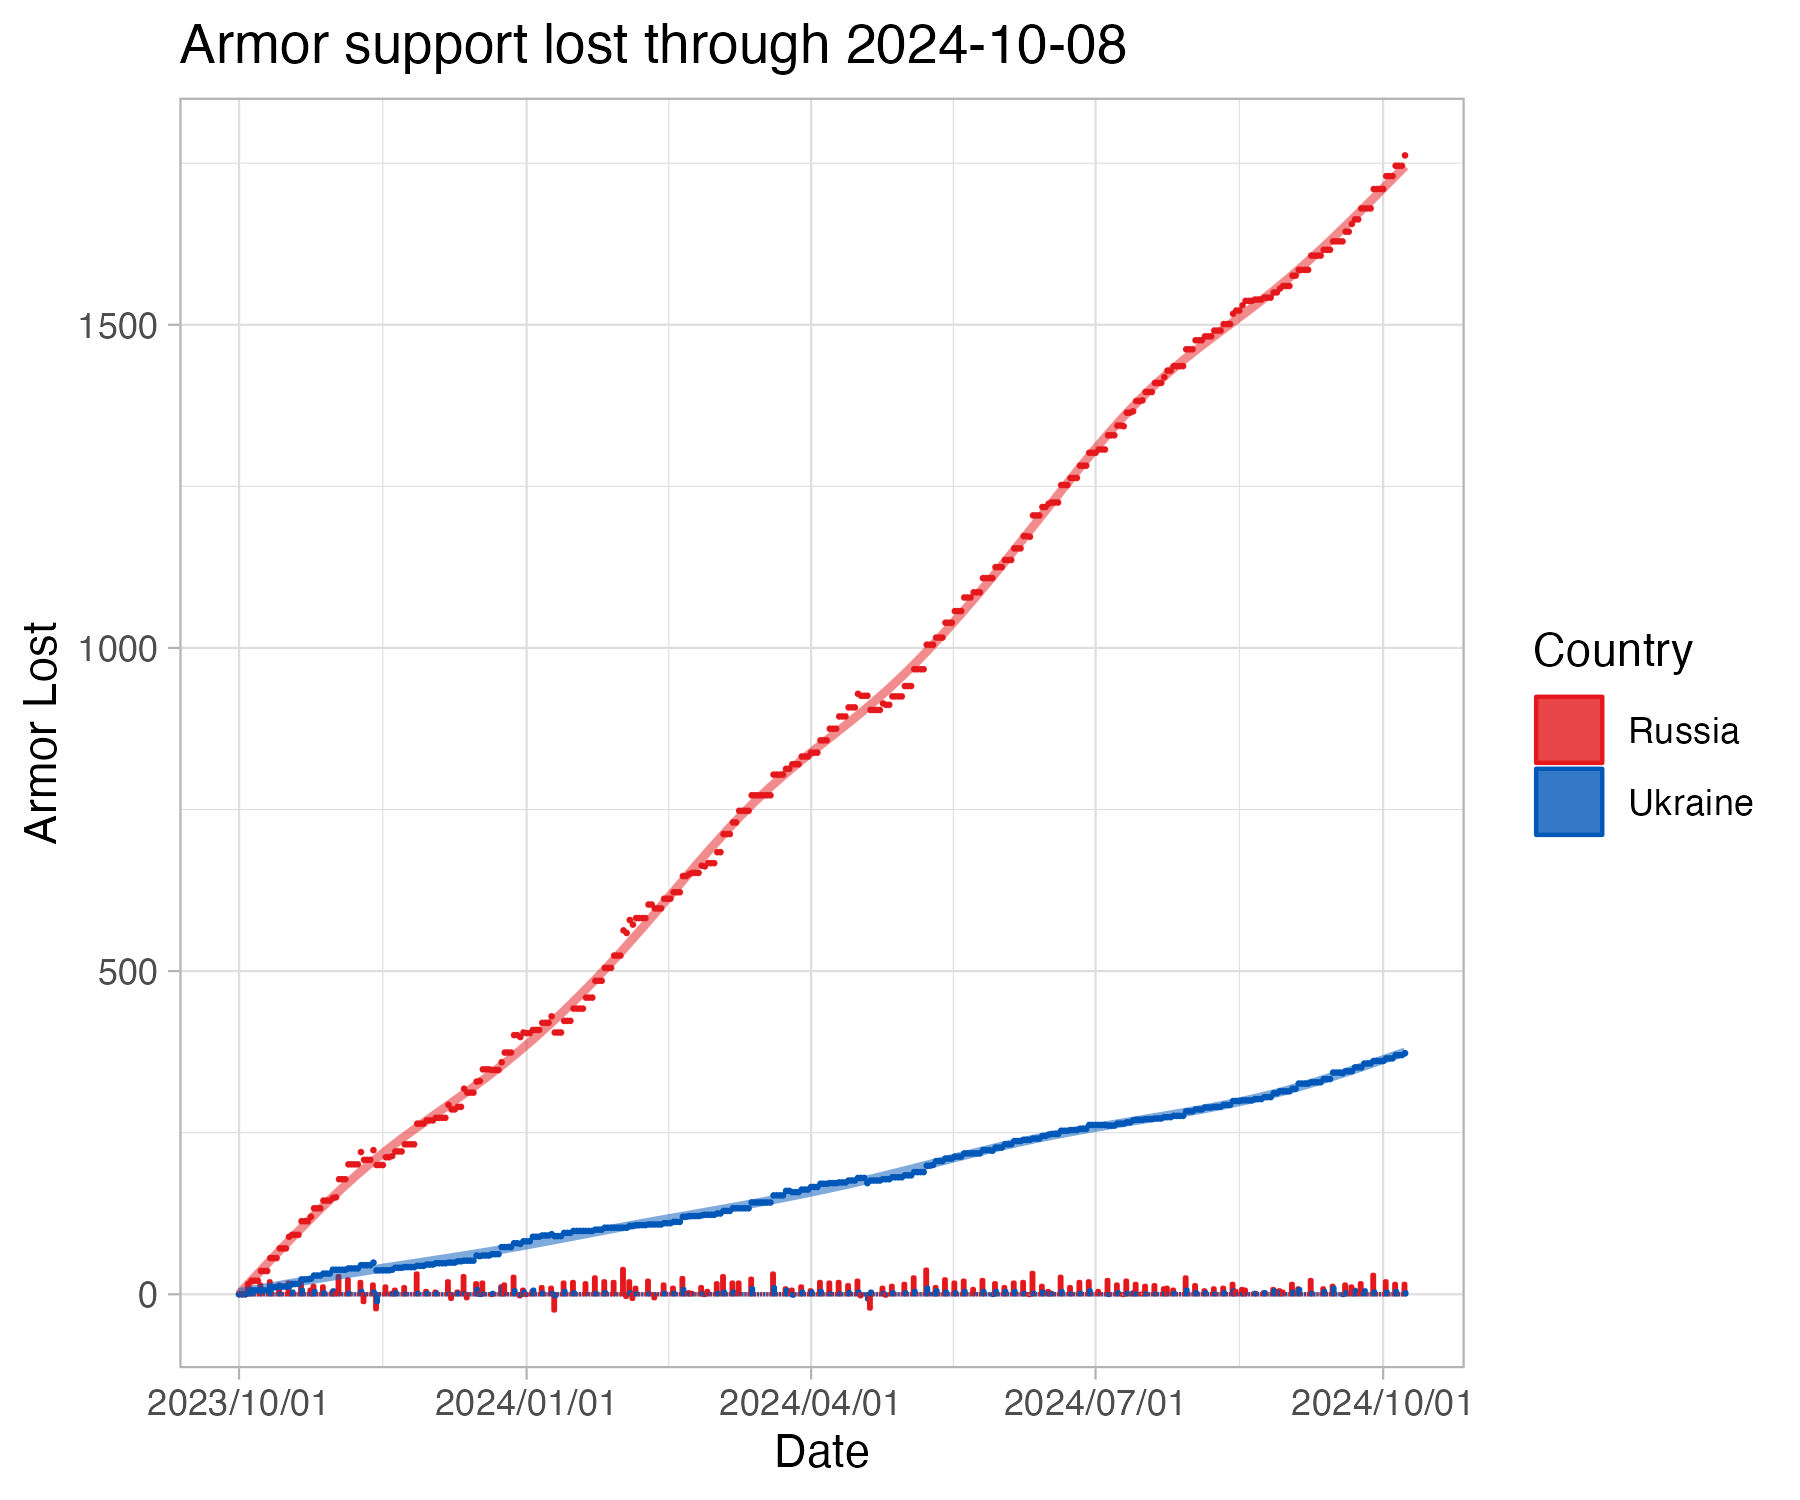 Armor support lost through 2024-10-08
Armor Lost
1500
1000
500
0
2023/10/01
2024/01/01
2024/04/01
2024/07/01
2024/10/01
Date
Country
Russia
Ukraine